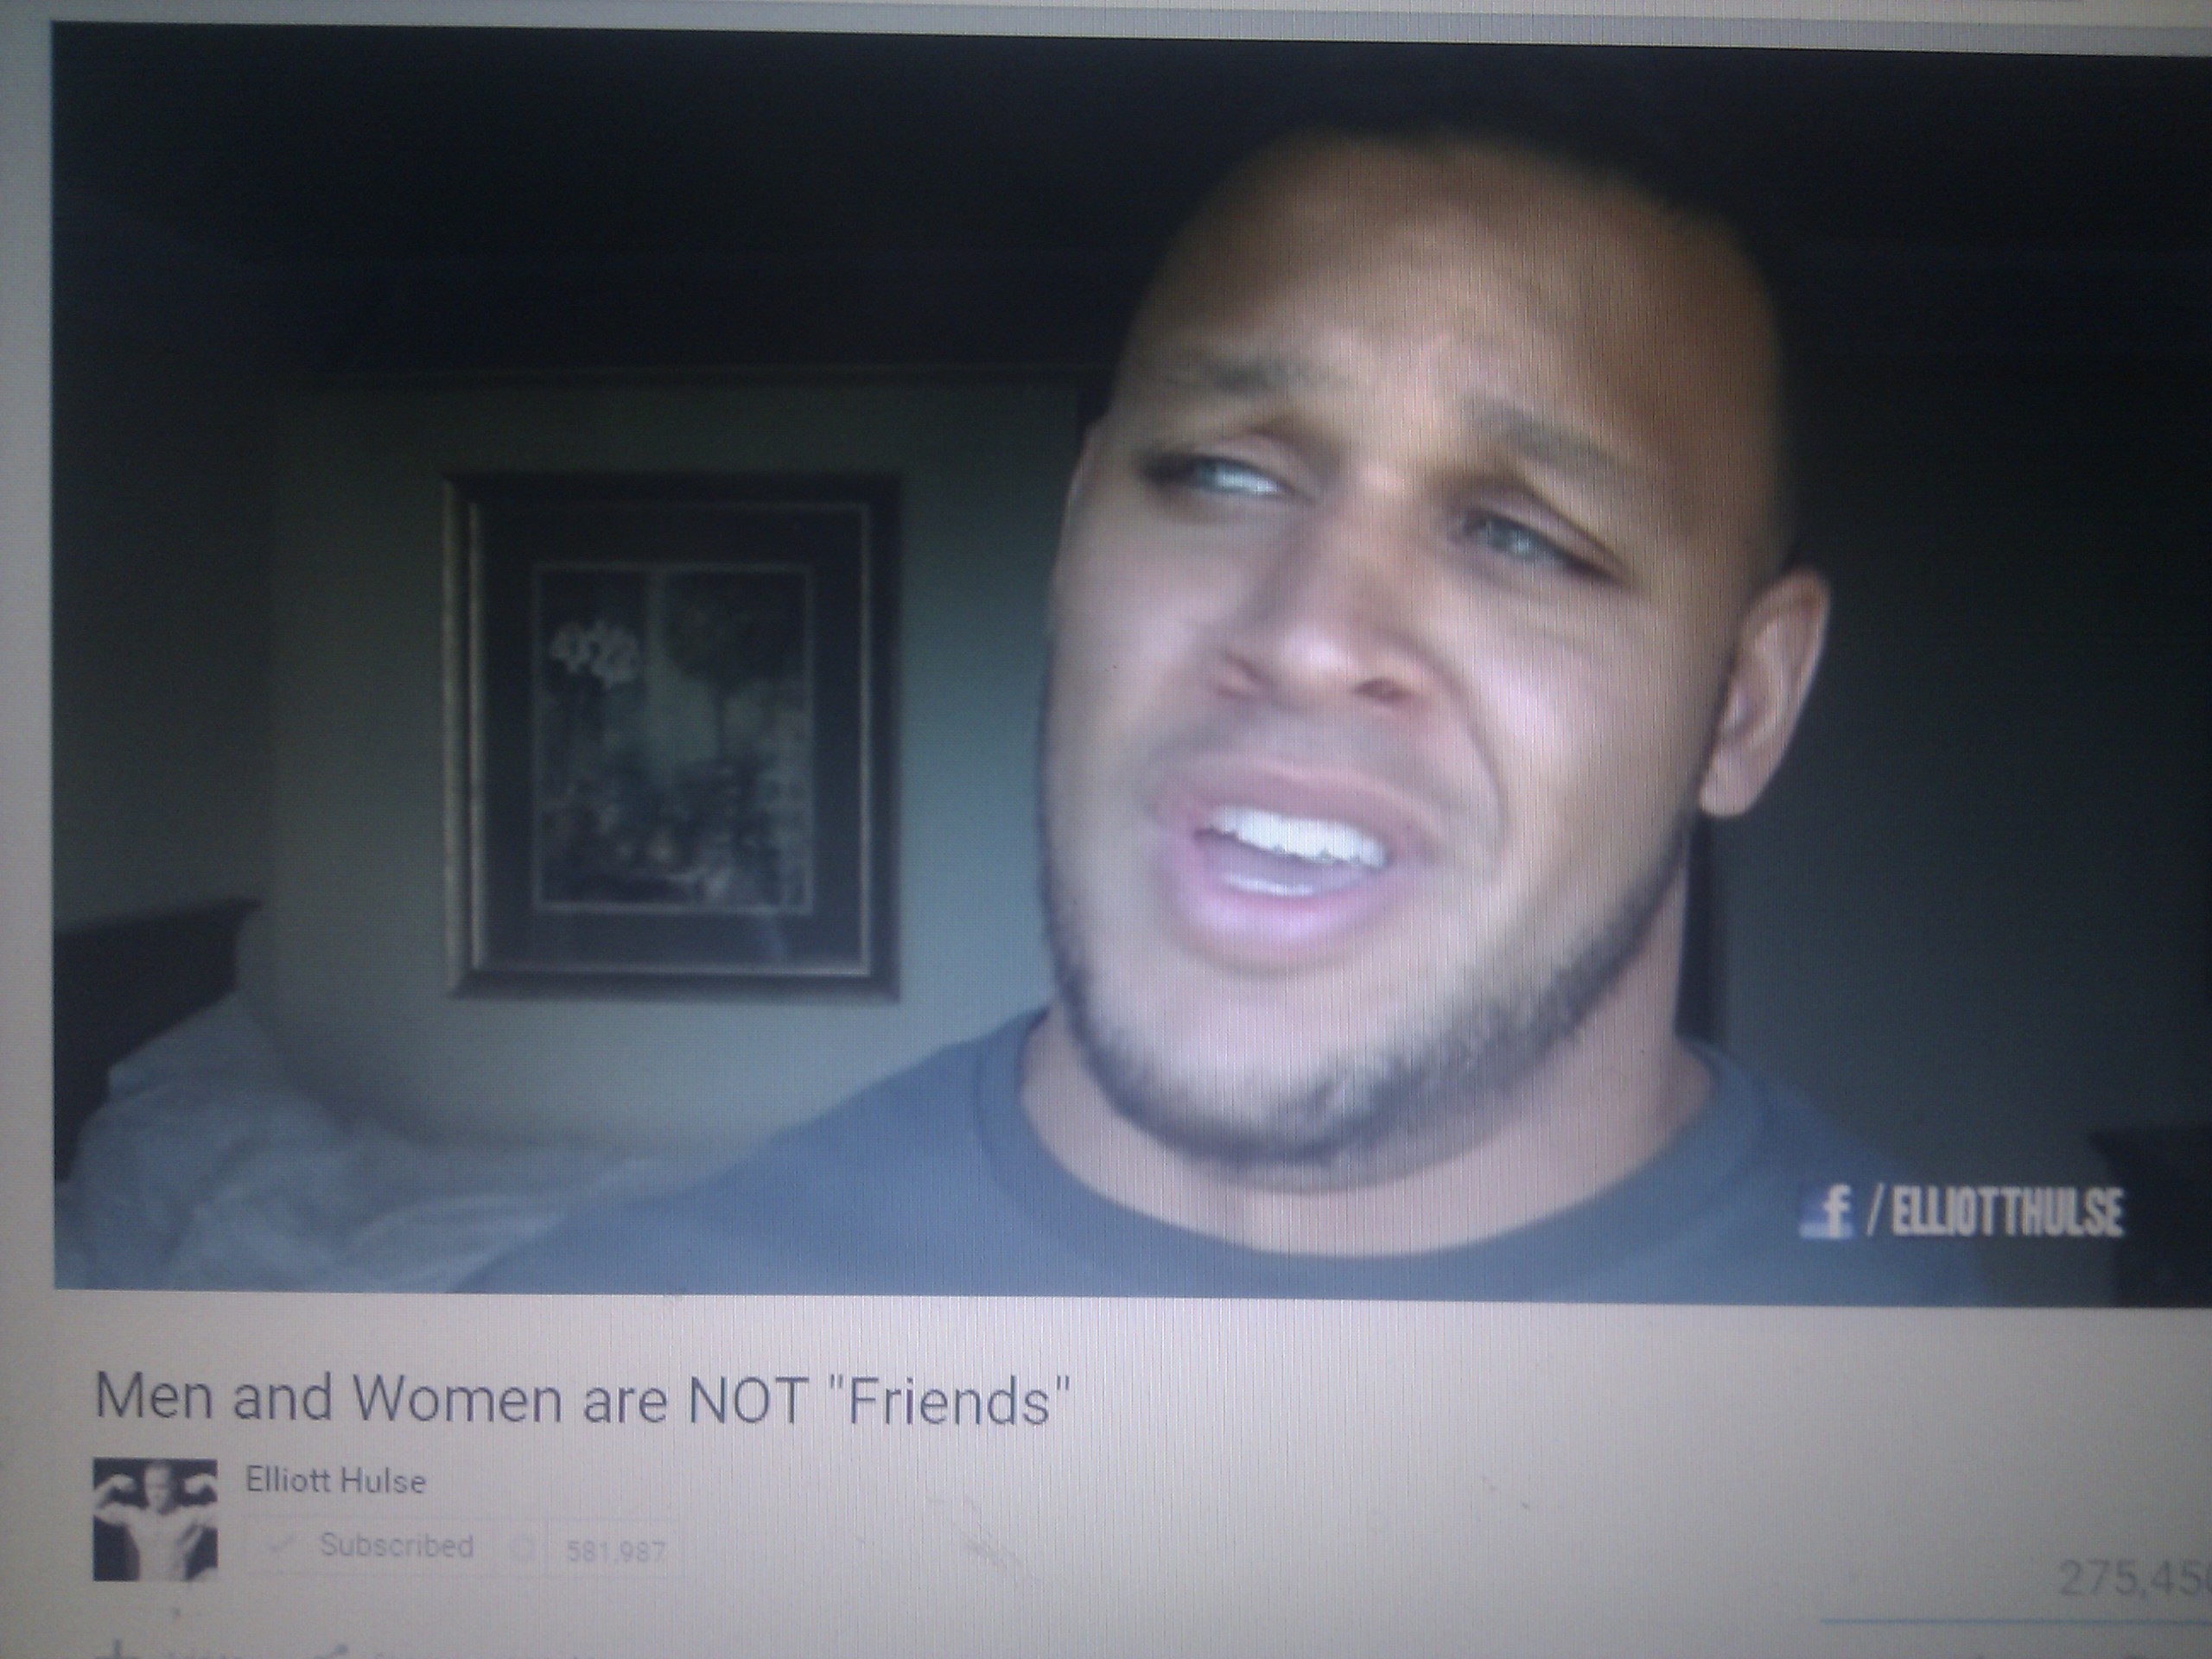 f/ELLIOTTHULSE
Men and Women are NOT "Friends"
Elliott Hulse
Subscribed 581,987